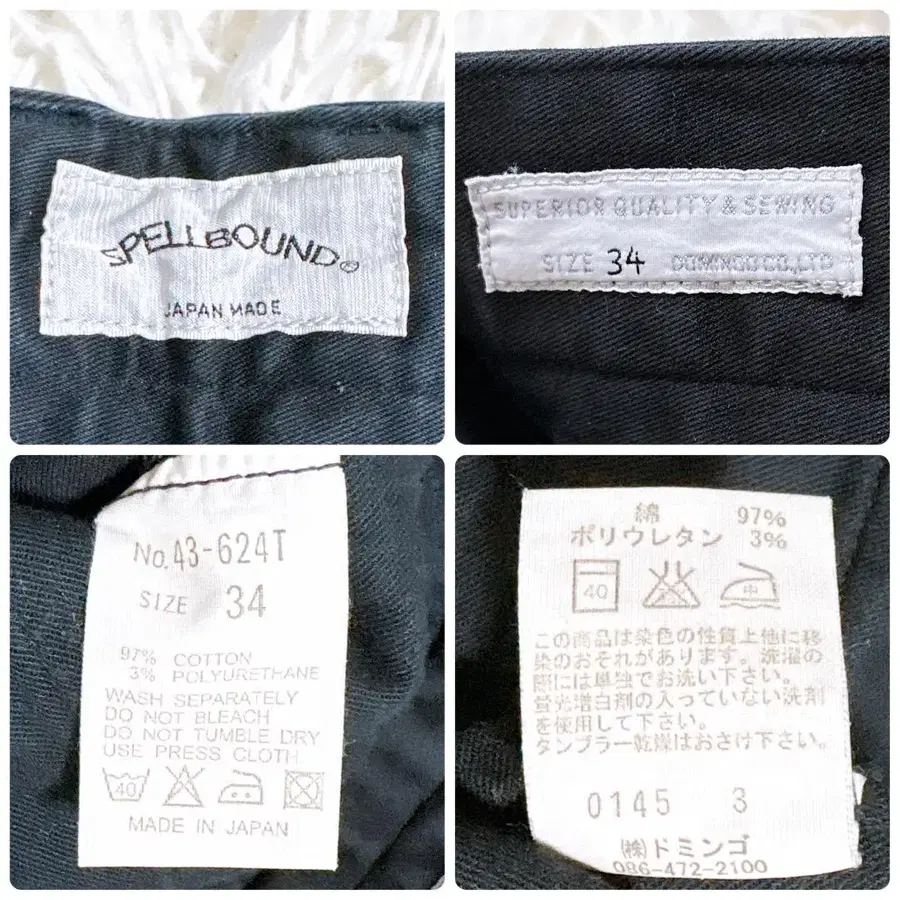 SPELLBOUND®
JAPAN MADE
SUPERIOR QUALITY & SEWING
SIZE 34 DOMINGO CO.,LTD
No.43-624T
SIZE 34
97% COTTON
3% POLYURETHANE
WASH SEPARATELY
DO NOT BLEACH
DO NOT TUMBLE DRY
USE PRESS CLOTH
40
MADE IN JAPAN
綿 97%
ポリウレタン 3%
40 中
この商品は染色の性質上他に移
染のおそれがあります。洗濯の
際には単独でお洗い下さい。
蛍光増白剤の入っていない洗剤
を使用して下さい。
タンブラー乾燥はおさけ下さい。
0145 3
㈱ドミンゴ
086-472-2100